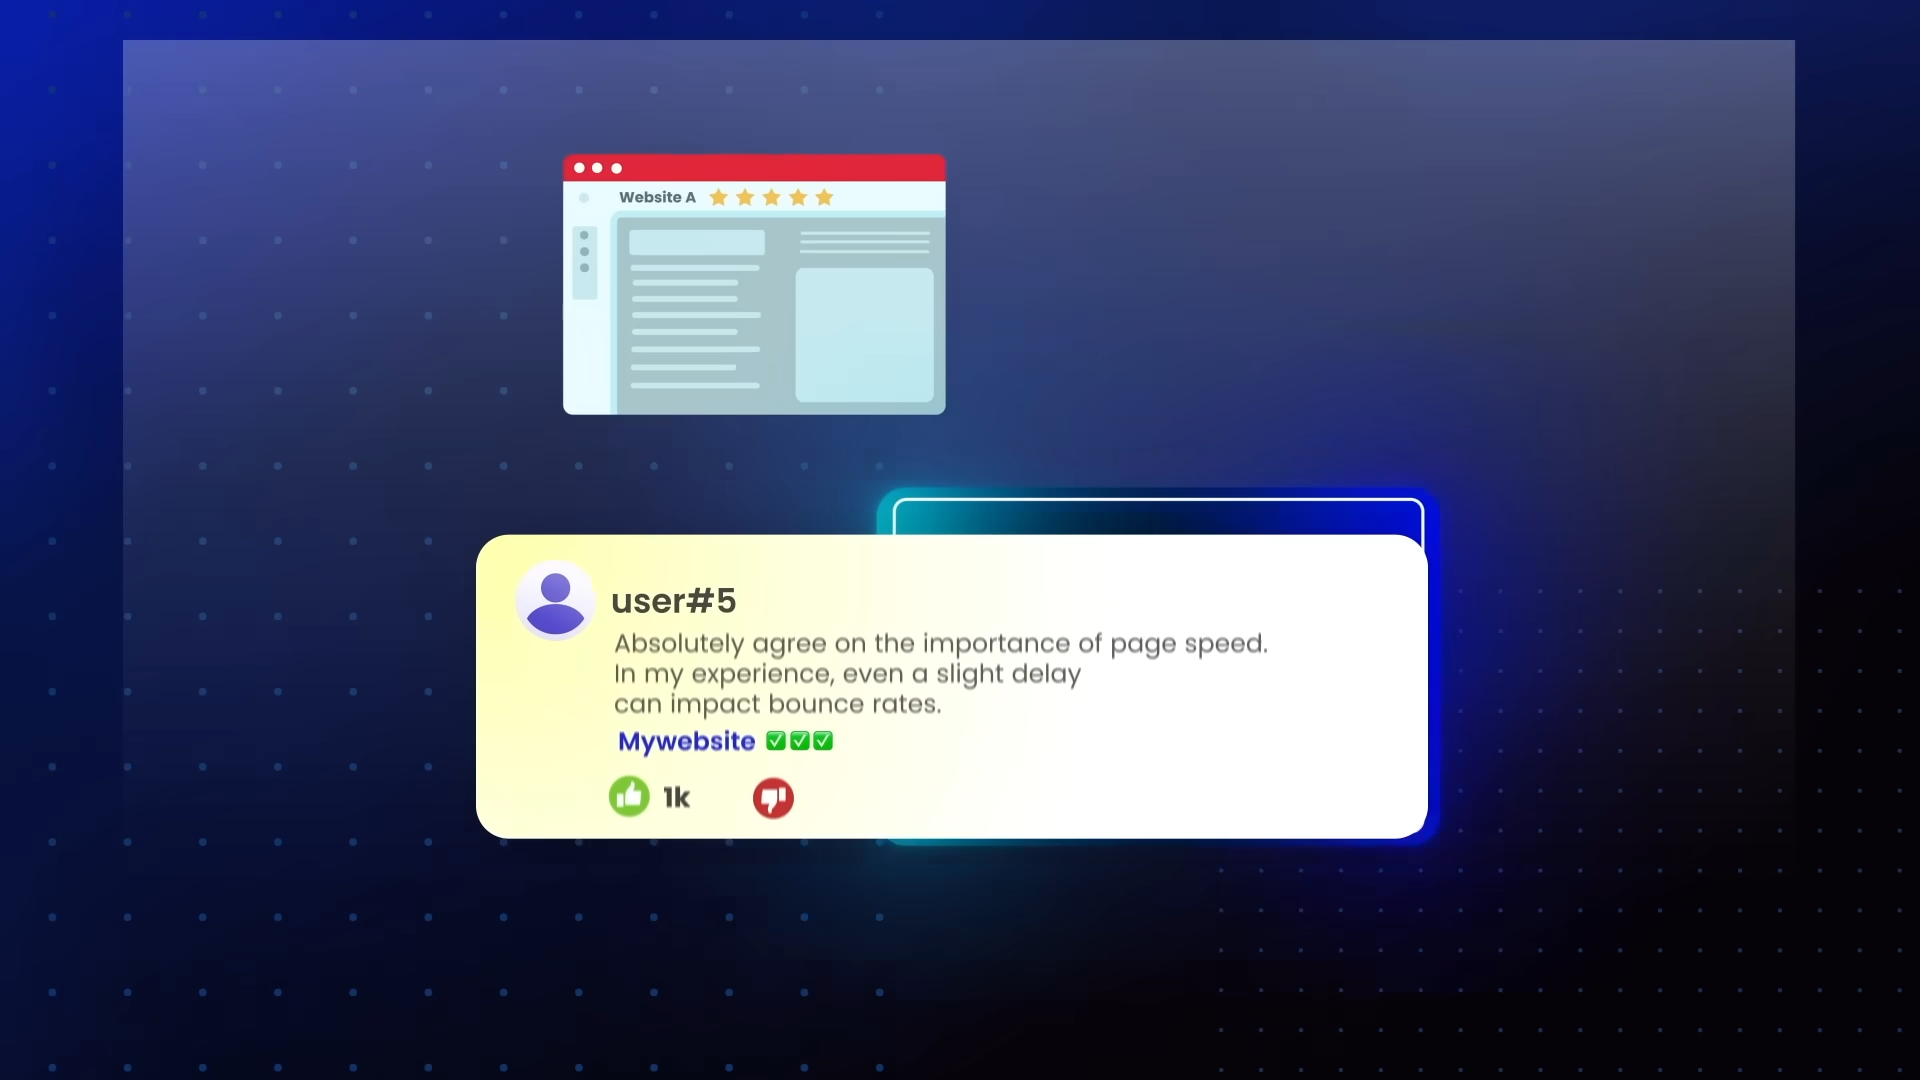 Website A
user#5
Absolutely agree on the importance of page speed.
In my experience, even a slight delay
can impact bounce rates.
Mywebsite ✅✅✅
1k